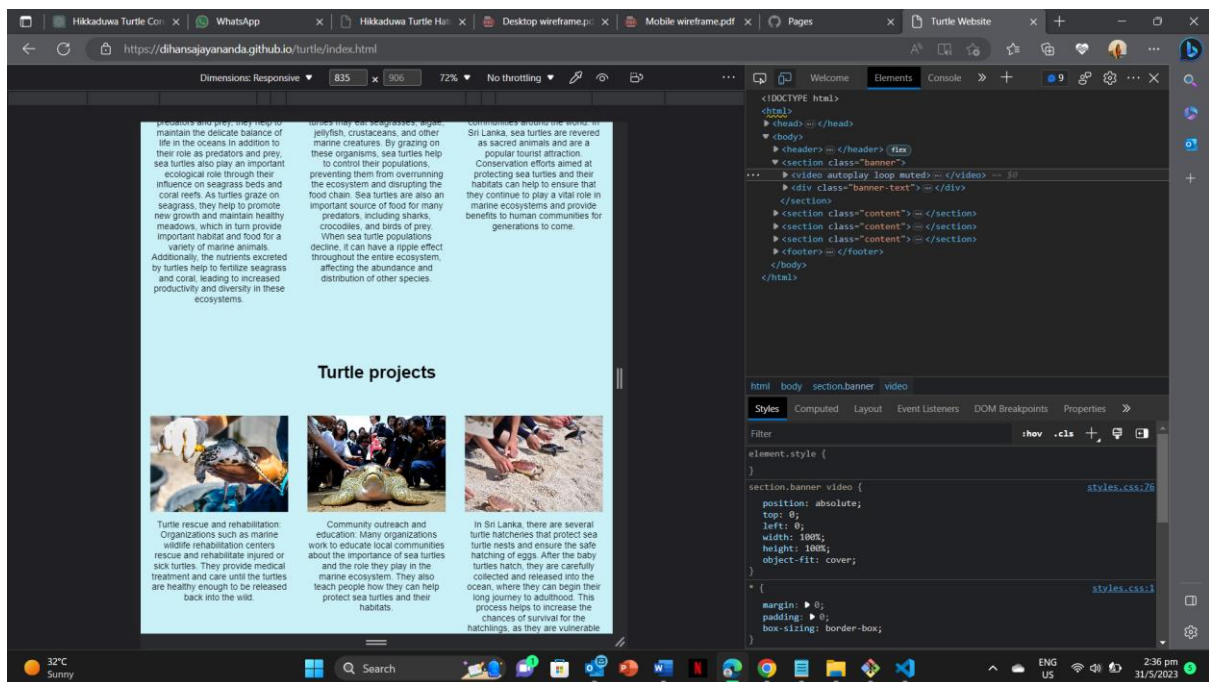 Hikkaduwa Turtle Con
WhatsApp
Hikkaduwa Turtle Hat
Desktop wireframe.pd
Mobile wireframe.pdf
Pages
Turtle Website
https://dihansajayananda.github.io/turtle/index.html
Dimensions: Responsive
835 x 906
72%
No throttling
Welcome
Elements
Console
9
<!DOCTYPE html>
<html>
<head> </head>
<body>
<header> </header> flex
<section class="banner">
<video autoplay loop muted> </video> == $0
<div class="banner-text"> </div>
</section>
<section class="content"> </section>
<section class="content"> </section>
<section class="content"> </section>
<footer> </footer>
</body>
</html>
html body section.banner video
Styles Computed Layout Event Listeners DOM Breakpoints Properties
Filter
:hov .cls
element.style {
}
section.banner video { styles.css:76
position: absolute;
top: 0;
left: 0;
width: 100%;
height: 100%;
object-fit: cover;
}
* { styles.css:1
margin: 0;
padding: 0;
box-sizing: border-box;
}
predators and prey, they help to
maintain the delicate balance of
life in the oceans In addition to
their role as predators and prey,
sea turtles also play an important
ecological role through their
influence on seagrass beds and
coral reefs. As turtles graze on
seagrass, they help to promote
new growth and maintain healthy
meadows, which in turn provide
important habitat and food for a
variety of marine animals.
Additionally, the nutrients excreted
by turtles help to fertilize seagrass
and coral, leading to increased
productivity and diversity in these
ecosystems.
turtles may eat seagrasses, algae,
jellyfish, crustaceans, and other
marine creatures. By grazing on
these organisms, sea turtles help
to control their populations,
preventing them from overrunning
the ecosystem and disrupting the
food chain. Sea turtles are also an
important source of food for many
predators, including sharks,
crocodiles, and birds of prey.
When sea turtle populations
decline, it can have a ripple effect
throughout the entire ecosystem,
affecting the abundance and
distribution of other species.
communities around the world. In
Sri Lanka, sea turtles are revered
as sacred animals and are a
popular tourist attraction.
Conservation efforts aimed at
protecting sea turtles and their
habitats can help to ensure that
they continue to play a vital role in
marine ecosystems and provide
benefits to human communities for
generations to come.
Turtle projects
Turtle rescue and rehabilitation:
Organizations such as marine
wildlife rehabilitation centers
rescue and rehabilitate injured or
sick turtles. They provide medical
treatment and care until the turtles
are healthy enough to be released
back into the wild.
Community outreach and
education: Many organizations
work to educate local communities
about the importance of sea turtles
and the role they play in the
marine ecosystem. They also
teach people how they can help
protect sea turtles and their
habitats.
In Sri Lanka, there are several
turtle hatcheries that protect sea
turtle nests and ensure the safe
hatching of eggs. After the baby
turtles hatch, they are carefully
collected and released into the
ocean, where they can begin their
long journey to adulthood. This
process helps to increase the
chances of survival for the
hatchlings, as they are vulnerable
32°C
Sunny
Search
ENG
US
2:36 pm
31/5/2023
5